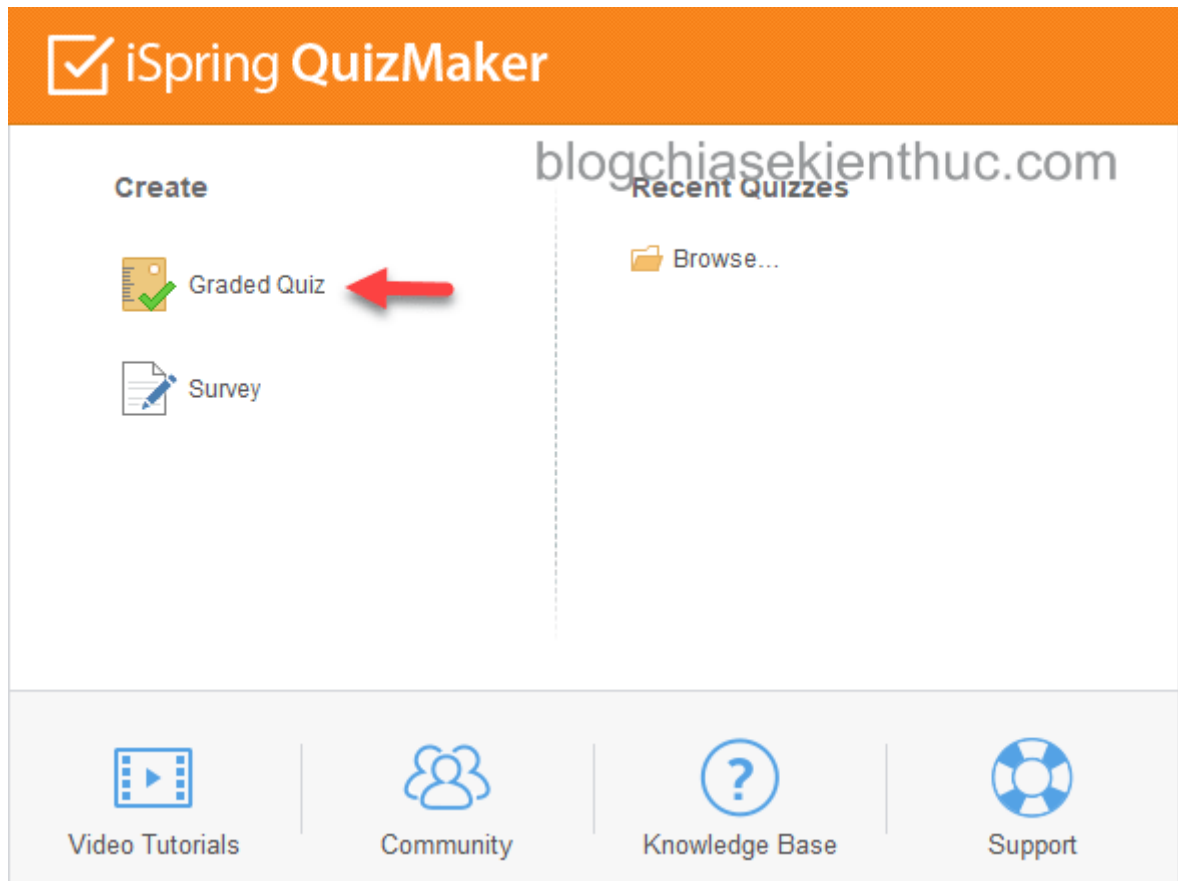 iSpring QuizMaker
blogchiasekienthuc.com
Create
Graded Quiz
Survey
Recent Quizzes
Browse...
Video Tutorials
Community
Knowledge Base
Support